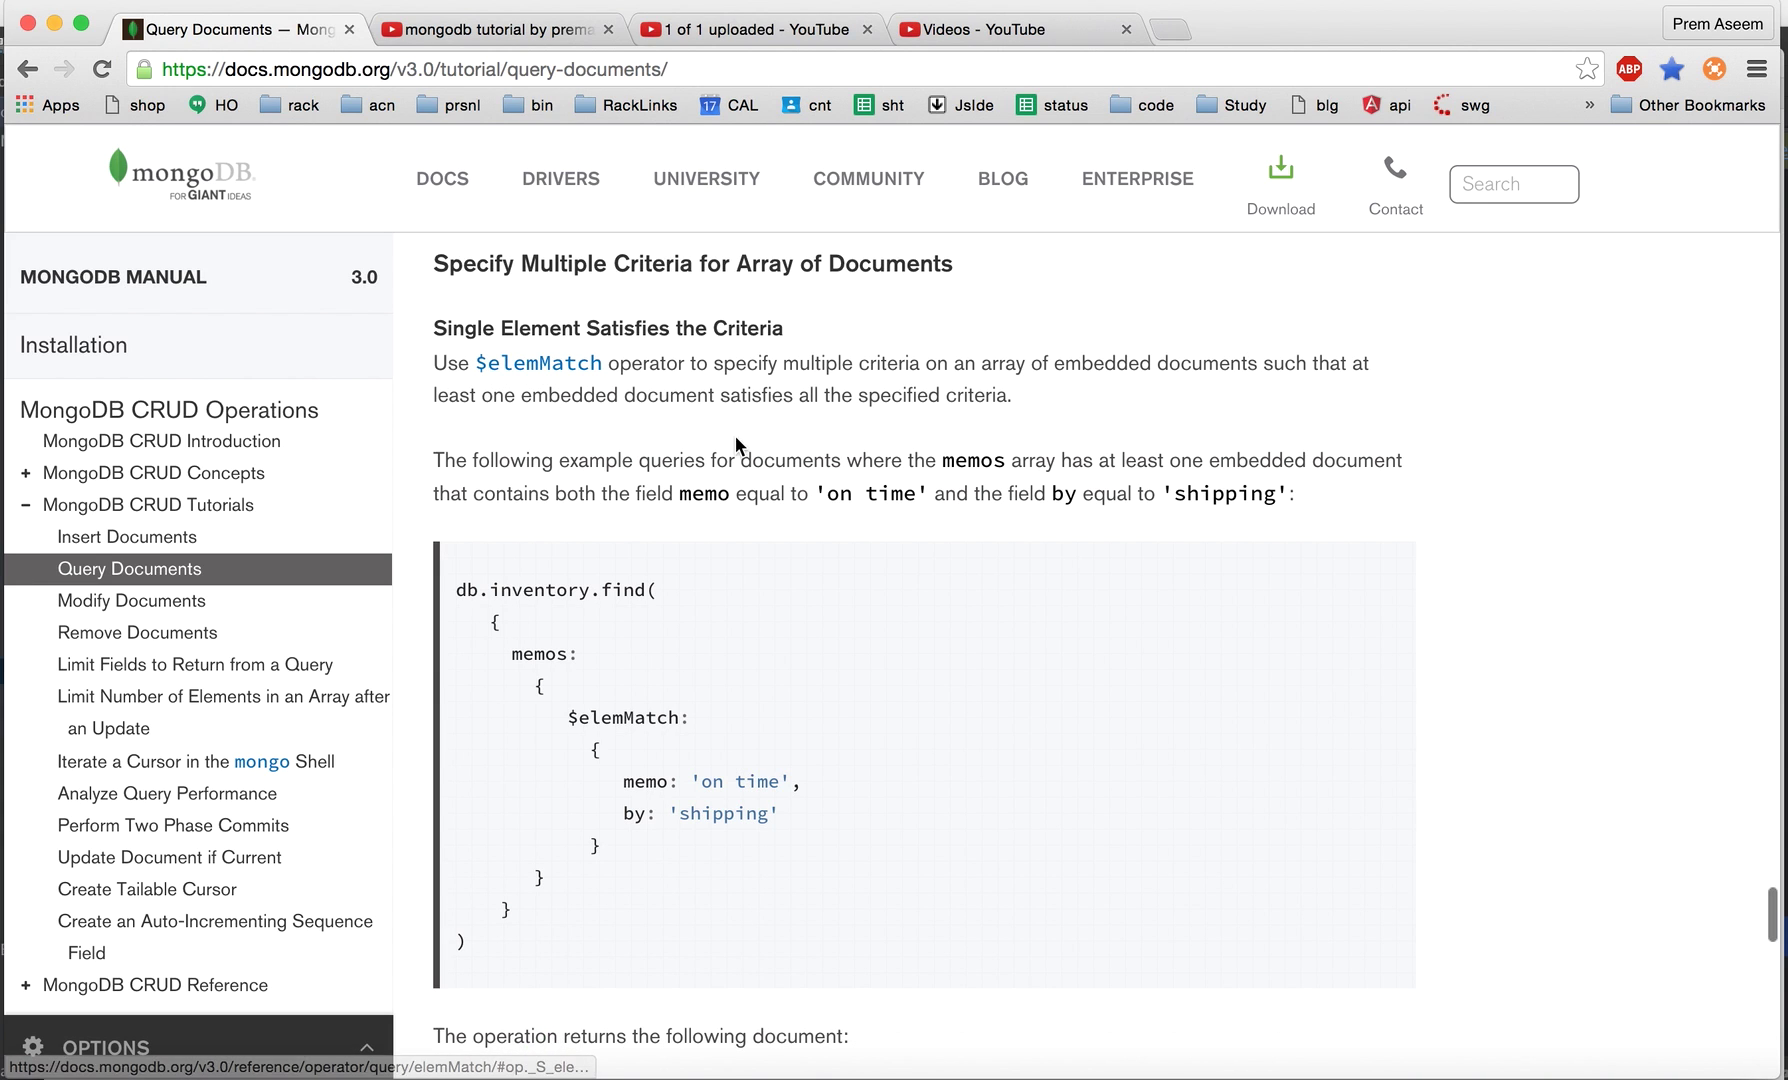 Query Documents — Mong
mongodb tutorial by prema
1 of 1 uploaded - YouTube
Videos - YouTube
Prem Aseem
https://docs.mongodb.org/v3.0/tutorial/query-documents/
ABP
Apps
shop
HO
rack
acn
prsnl
bin
RackLinks
17 CAL
cnt
sht
Jslde
status
code
Study
blg
api
swg
»
Other Bookmarks
mongoDB.
FOR GIANT IDEAS
DOCS
DRIVERS
UNIVERSITY
COMMUNITY
BLOG
ENTERPRISE
Download
Contact
Search
MONGODB MANUAL 3.0
Installation
MongoDB CRUD Operations
MongoDB CRUD Introduction
+ MongoDB CRUD Concepts
– MongoDB CRUD Tutorials
Insert Documents
Query Documents
Modify Documents
Remove Documents
Limit Fields to Return from a Query
Limit Number of Elements in an Array after
an Update
Iterate a Cursor in the mongo Shell
Analyze Query Performance
Perform Two Phase Commits
Update Document if Current
Create Tailable Cursor
Create an Auto-Incrementing Sequence
Field
+ MongoDB CRUD Reference
OPTIONS
https://docs.mongodb.org/v3.0/reference/operator/query/elemMatch/#op._S_ele...
Specify Multiple Criteria for Array of Documents
Single Element Satisfies the Criteria
Use $elemMatch operator to specify multiple criteria on an array of embedded documents such that at
least one embedded document satisfies all the specified criteria.
The following example queries for documents where the memos array has at least one embedded document
that contains both the field memo equal to 'on time' and the field by equal to 'shipping':
db.inventory.find(
{
memos:
{
$elemMatch:
{
memo: 'on time',
by: 'shipping'
}
}
}
)
The operation returns the following document: